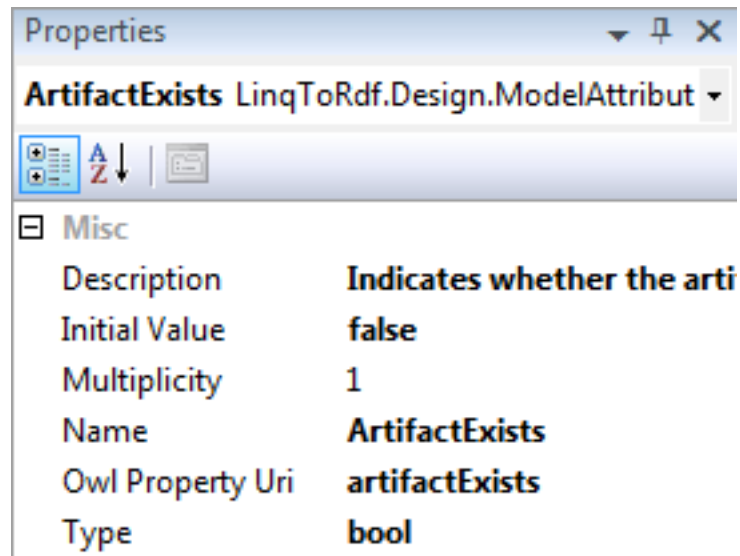 Properties
ArtifactExists LinqToRdf.Design.ModelAttribut
A Z
Misc
Description Indicates whether the arti
Initial Value false
Multiplicity 1
Name ArtifactExists
Owl Property Uri artifactExists
Type bool